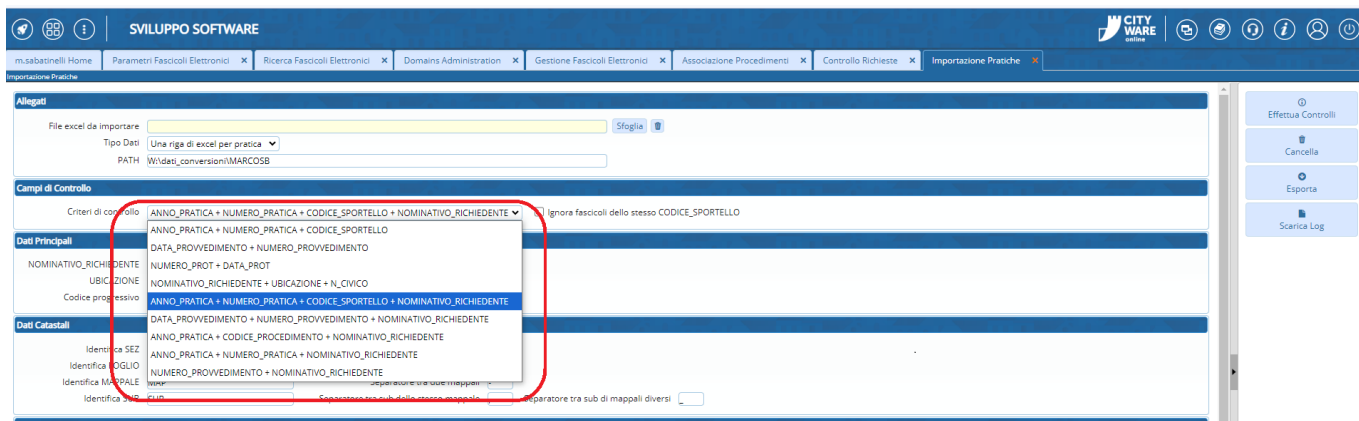 SVILUPPO SOFTWARE
CITY
WARE
online
m.sabatinelli Home
Parametri Fascicoli Elettronici x
Ricerca Fascicoli Elettronici x
Domains Administration x
Gestione Fascicoli Elettronici x
Associazione Procedimenti x
Controllo Richieste x
Importazione Pratiche x
Importazione Pratiche
Allegati
File excel da importare
Sfoglia
Tipo Dati Una riga di excel per pratica
PATH W:\dati_conversioni\MARCOSB
Campi di Controllo
Criteri di controllo ANNO_PRATICA + NUMERO_PRATICA + CODICE_SPORTELLO + NOMINATIVO_RICHIEDENTE
Ignora fascicoli dello stesso CODICE_SPORTELLO
ANNO_PRATICA + NUMERO_PRATICA + CODICE_SPORTELLO
DATA_PROVVEDIMENTO + NUMERO_PROVVEDIMENTO
NUMERO_PROT + DATA_PROT
NOMINATIVO_RICHIEDENTE + UBICAZIONE + N_CIVICO
ANNO_PRATICA + NUMERO_PRATICA + CODICE_SPORTELLO + NOMINATIVO_RICHIEDENTE
DATA_PROVVEDIMENTO + NUMERO_PROVVEDIMENTO + NOMINATIVO_RICHIEDENTE
ANNO_PRATICA + CODICE_PROCEDIMENTO + NOMINATIVO_RICHIEDENTE
ANNO_PRATICA + NUMERO_PRATICA + NOMINATIVO_RICHIEDENTE
NUMERO_PROVVEDIMENTO + NOMINATIVO_RICHIEDENTE
Dati Principali
NOMINATIVO_RICHIEDENTE
UBICAZIONE
Codice progressivo
Dati Catastali
Identifica SEZ
Identifica FOGLIO
Identifica MAPPALE MAP Separatore tra due mappali -
Identifica SUB SUB Separatore tra sub dello stesso mappale
Separatore tra sub di mappali diversi _
Effettua Controlli
Cancella
Esporta
Scarica Log